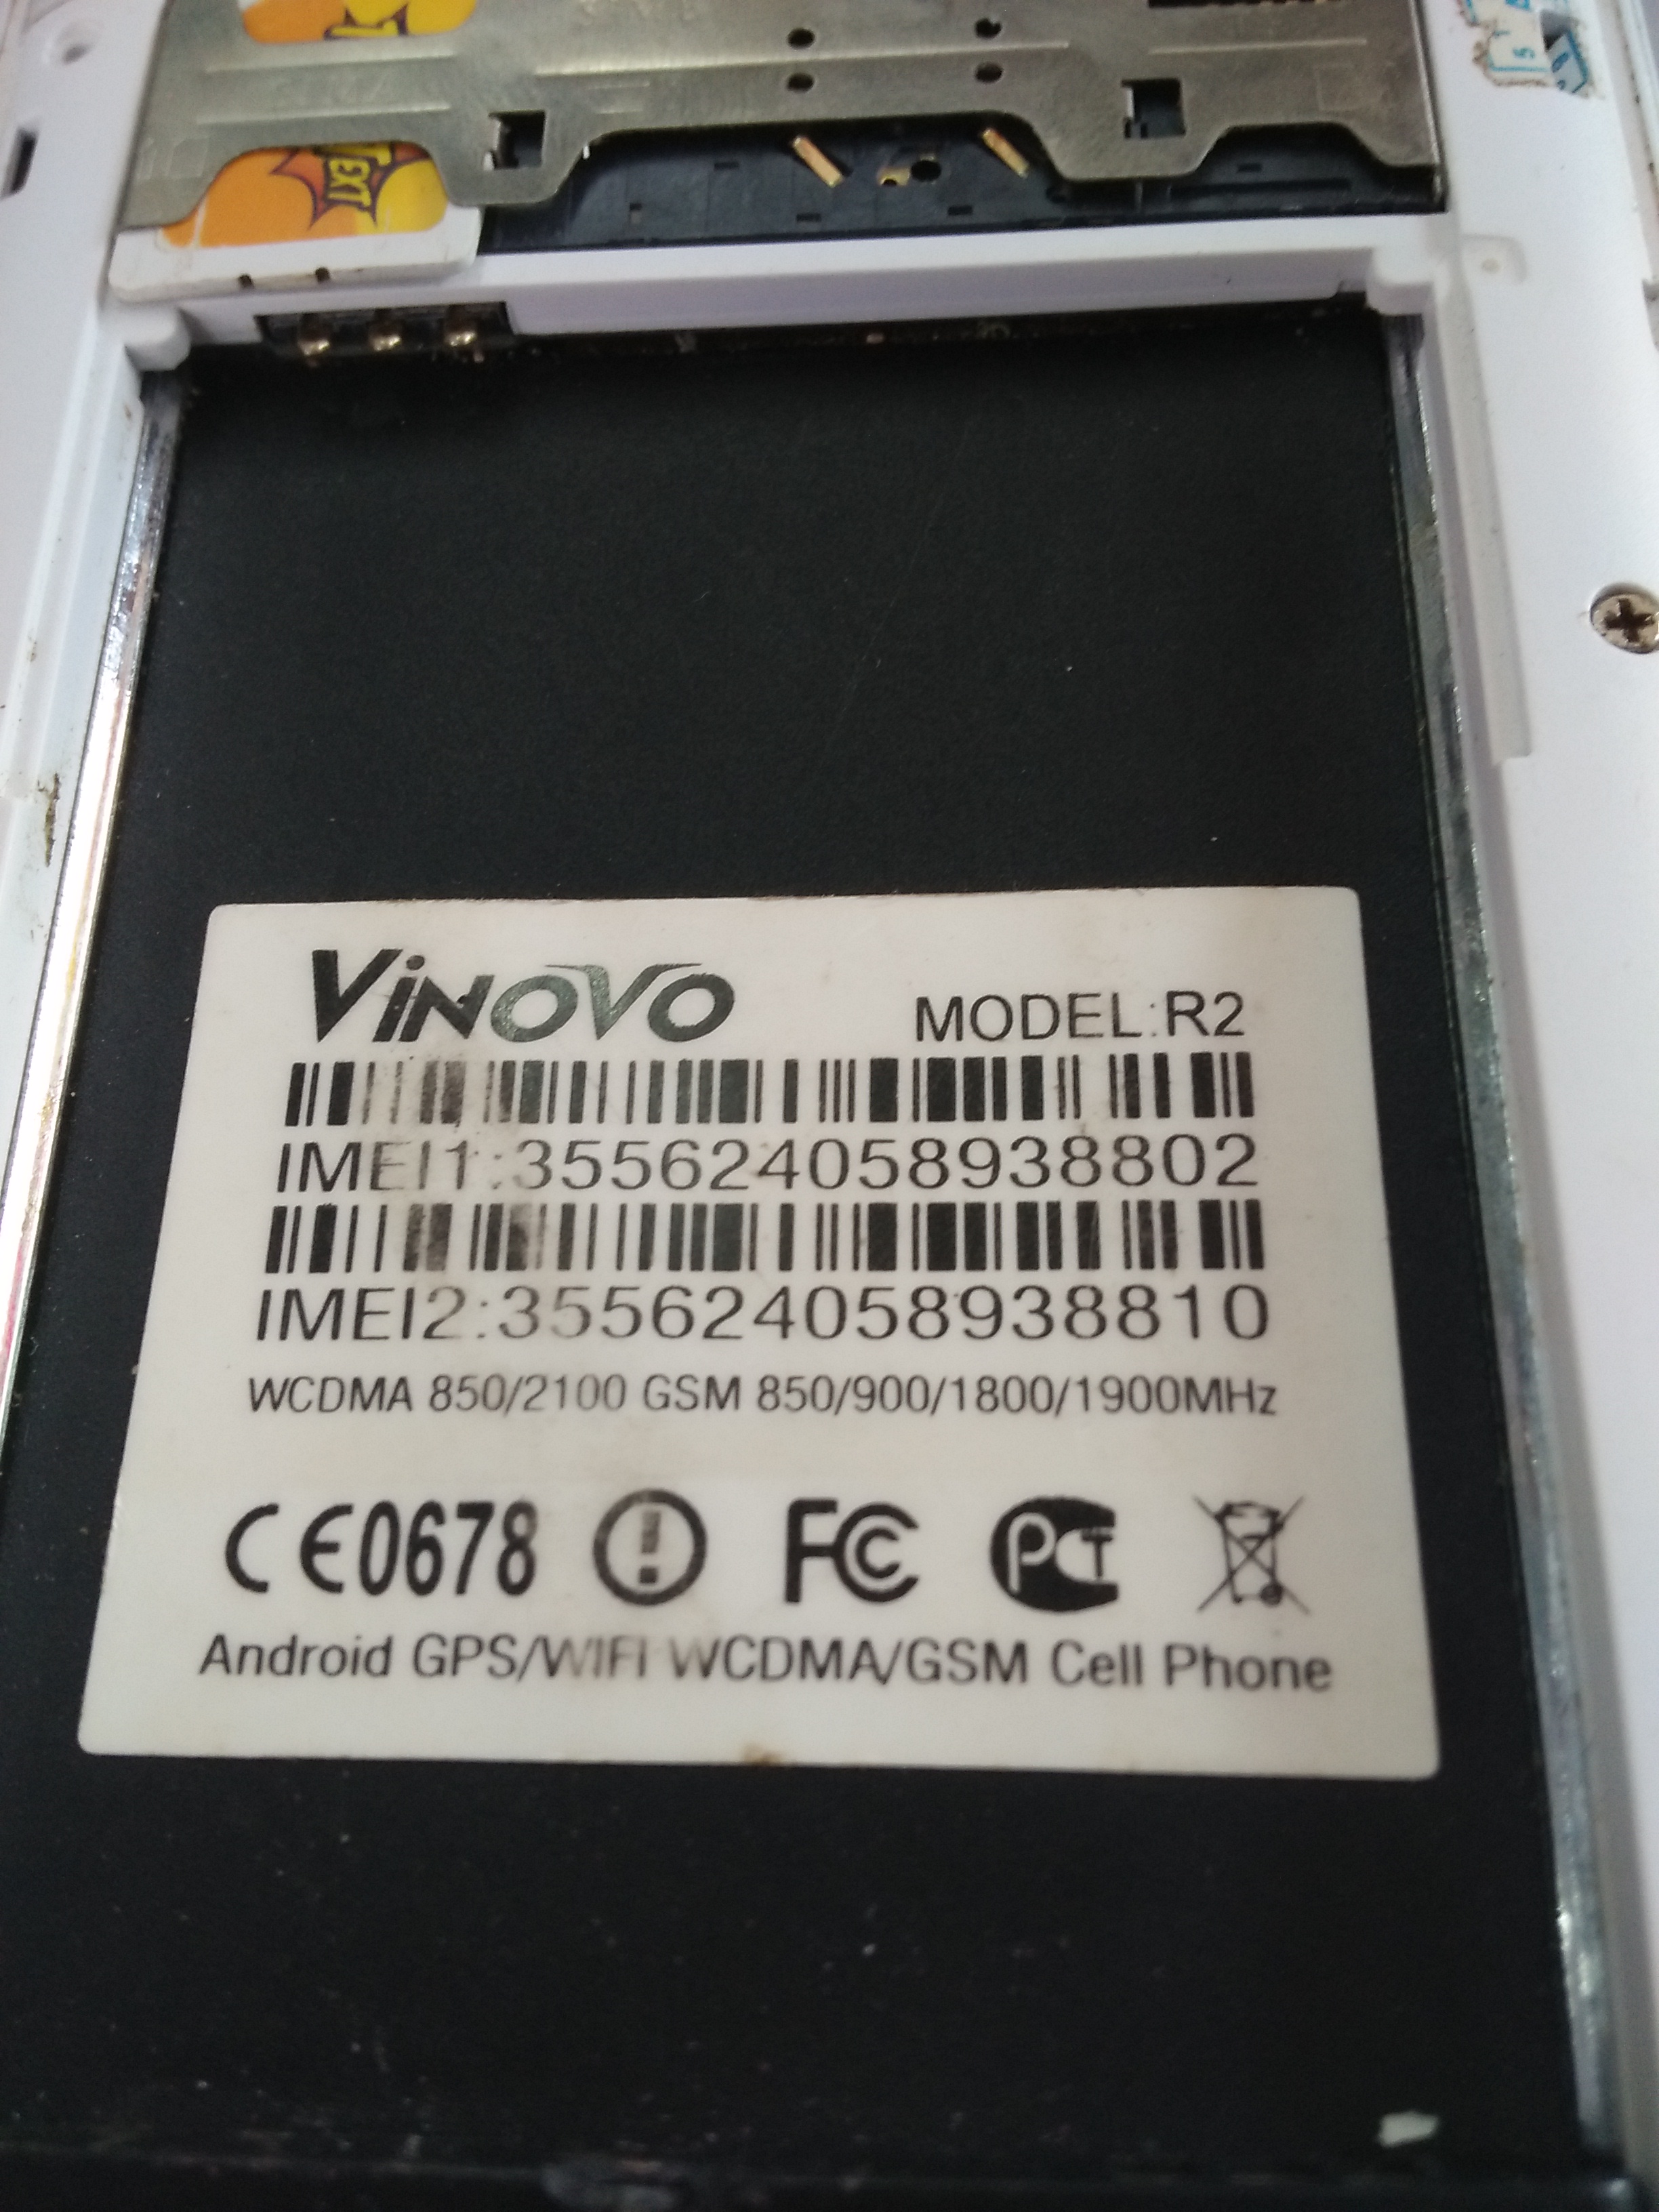 TEXT
VINOVO MODEL:R2
IMEI1:355624058938802
IMEI2:355624058938810
WCDMA 850/2100 GSM 850/900/1800/1900MHz
CE0678 FC PCT
Android GPS/WIFI WCDMA/GSM Cell Phone